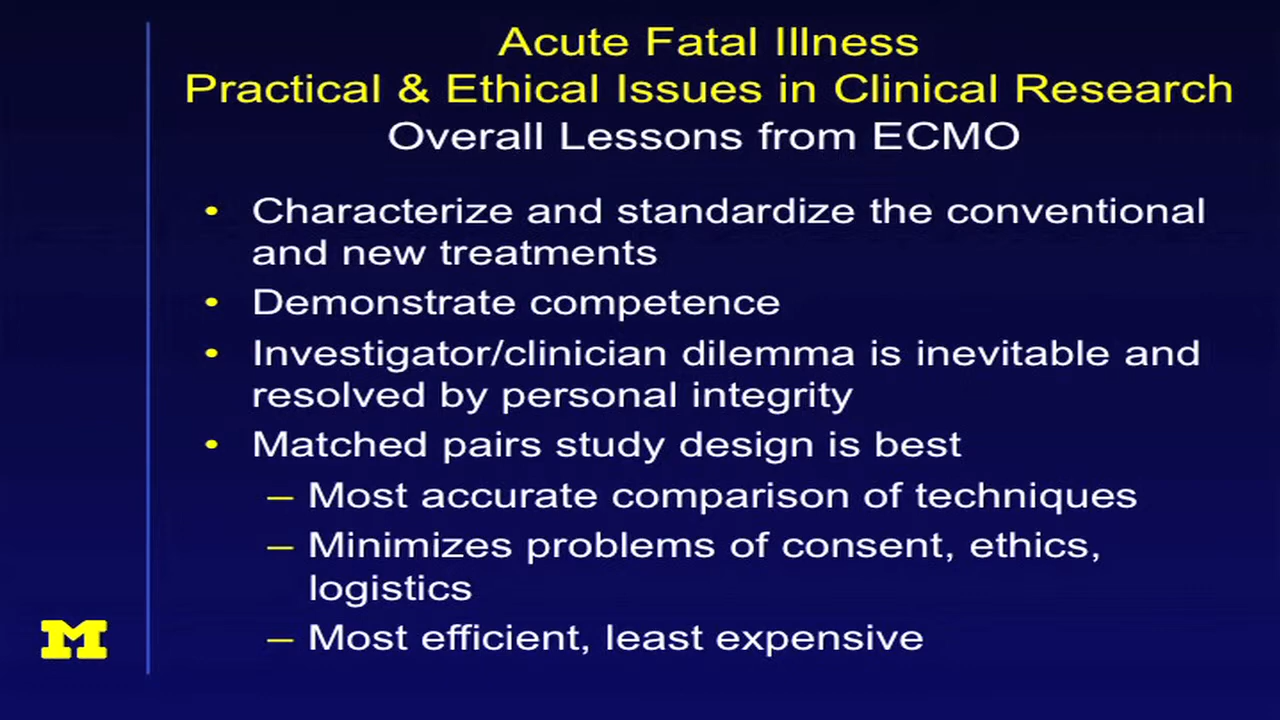 Acute Fatal Illness
Practical & Ethical Issues in Clinical Research
Overall Lessons from ECMO
• Characterize and standardize the conventional
and new treatments
• Demonstrate competence
• Investigator/clinician dilemma is inevitable and
resolved by personal integrity
• Matched pairs study design is best
– Most accurate comparison of techniques
– Minimizes problems of consent, ethics,
logistics
– Most efficient, least expensive
M